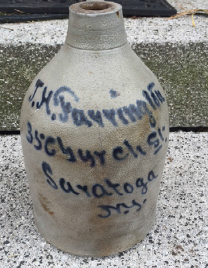 J. H. Farrington
35 Church St.
Saratoga
N.Y.